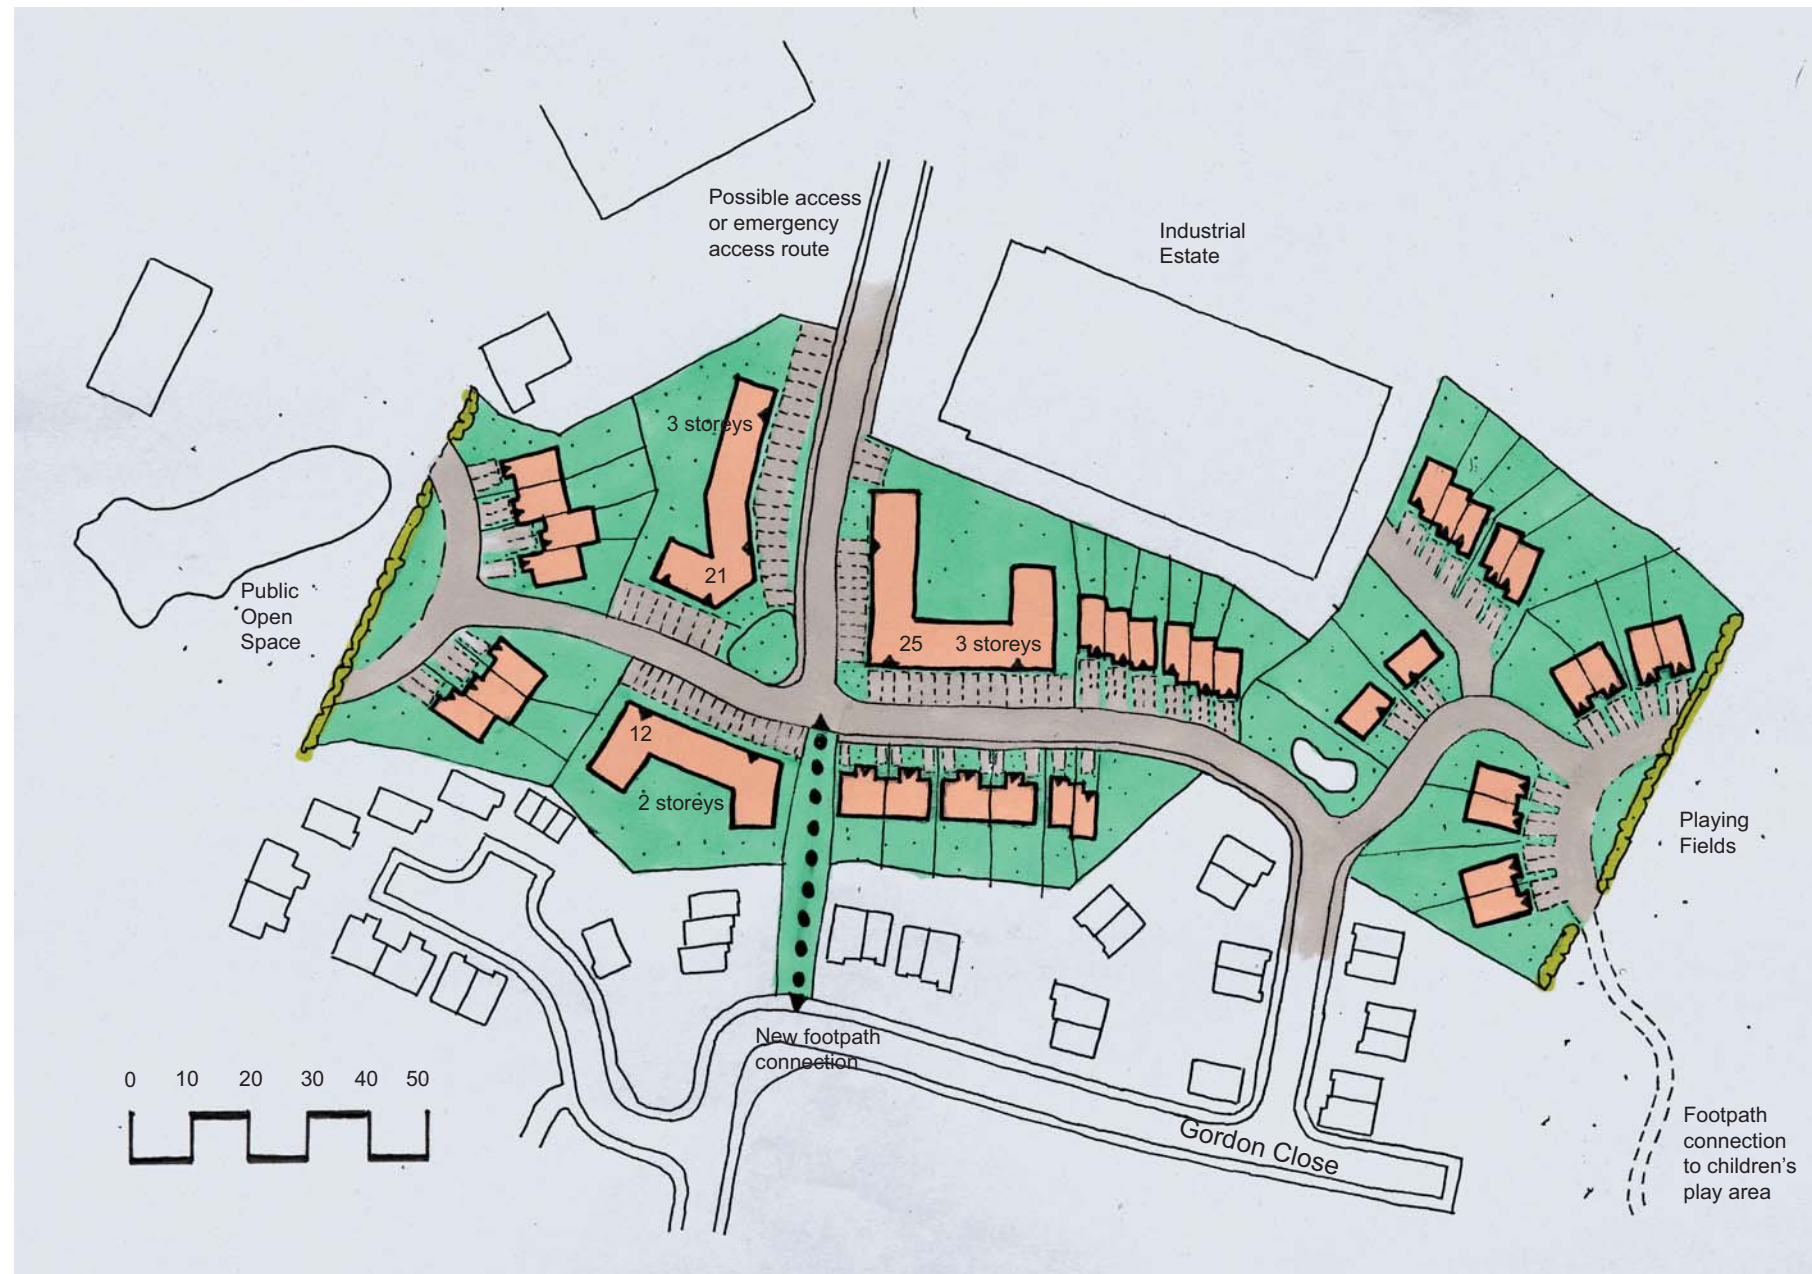 Possible access
or emergency
access route
Industrial
Estate
3 storeys
21
Public
Open
Space
25 3 storeys
12
2 storeys
Playing
Fields
New footpath
connection
0 10 20 30 40 50
Gordon Close
Footpath
connection
to children's
play area